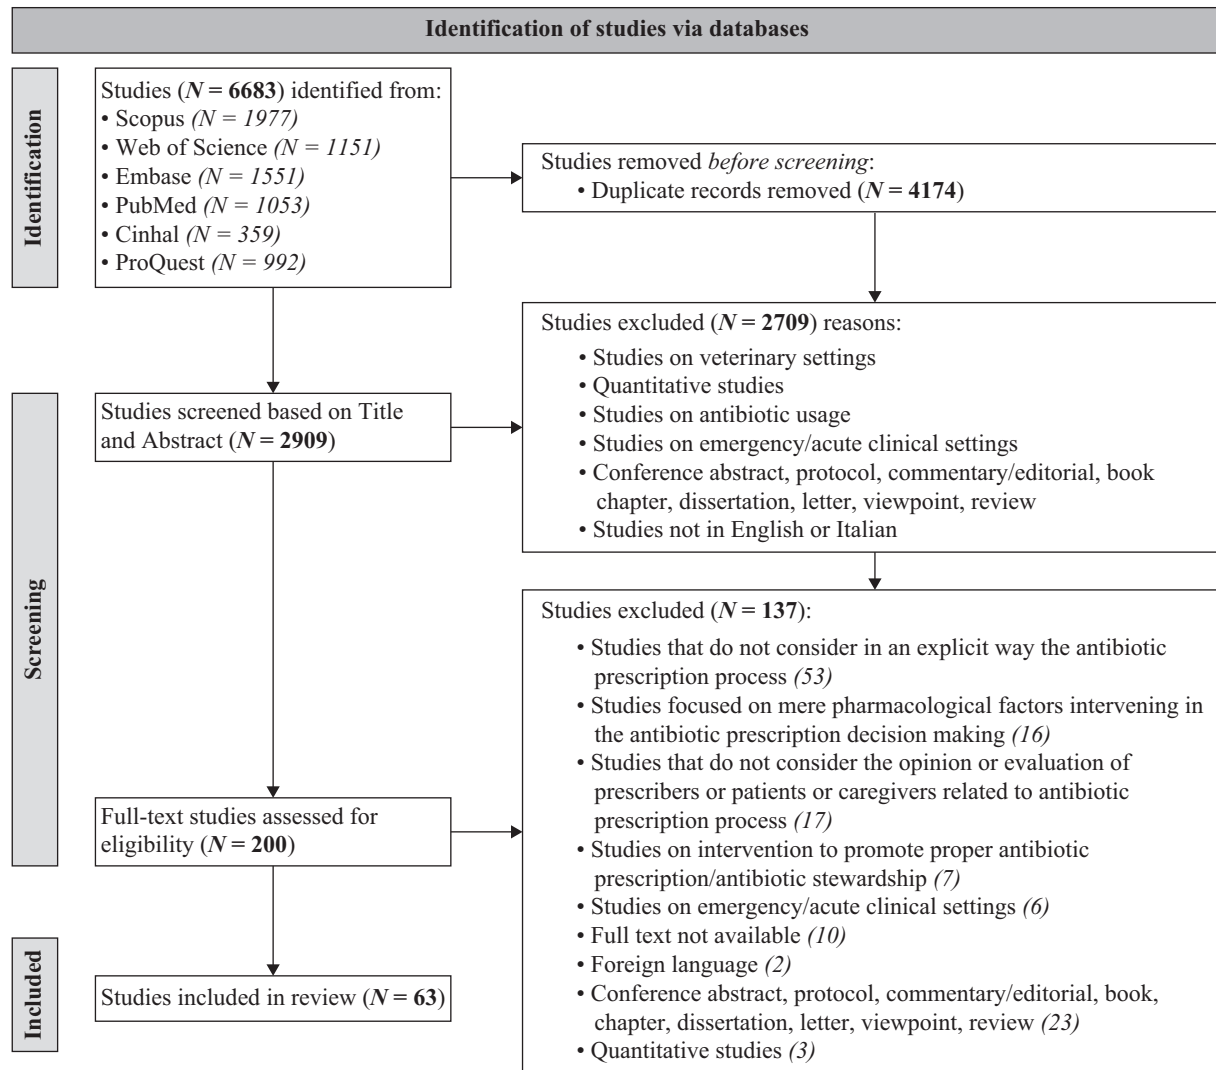 Identification of studies via databases
Identification
Studies (N = 6683) identified from:
• Scopus (N = 1977)
• Web of Science (N = 1151)
• Embase (N = 1551)
• PubMed (N = 1053)
• Cinhal (N = 359)
• ProQuest (N = 992)
Studies removed before screening:
• Duplicate records removed (N = 4174)
Screening
Studies screened based on Title
and Abstract (N = 2909)
Studies excluded (N = 2709) reasons:
• Studies on veterinary settings
• Quantitative studies
• Studies on antibiotic usage
• Studies on emergency/acute clinical settings
• Conference abstract, protocol, commentary/editorial, book
chapter, dissertation, letter, viewpoint, review
• Studies not in English or Italian
Full-text studies assessed for
eligibility (N = 200)
Studies excluded (N = 137):
• Studies that do not consider in an explicit way the antibiotic
prescription process (53)
• Studies focused on mere pharmacological factors intervening in
the antibiotic prescription decision making (16)
• Studies that do not consider the opinion or evaluation of
prescribers or patients or caregivers related to antibiotic
prescription process (17)
• Studies on intervention to promote proper antibiotic
prescription/antibiotic stewardship (7)
• Studies on emergency/acute clinical settings (6)
• Full text not available (10)
• Foreign language (2)
• Conference abstract, protocol, commentary/editorial, book,
chapter, dissertation, letter, viewpoint, review (23)
• Quantitative studies (3)
Included
Studies included in review (N = 63)